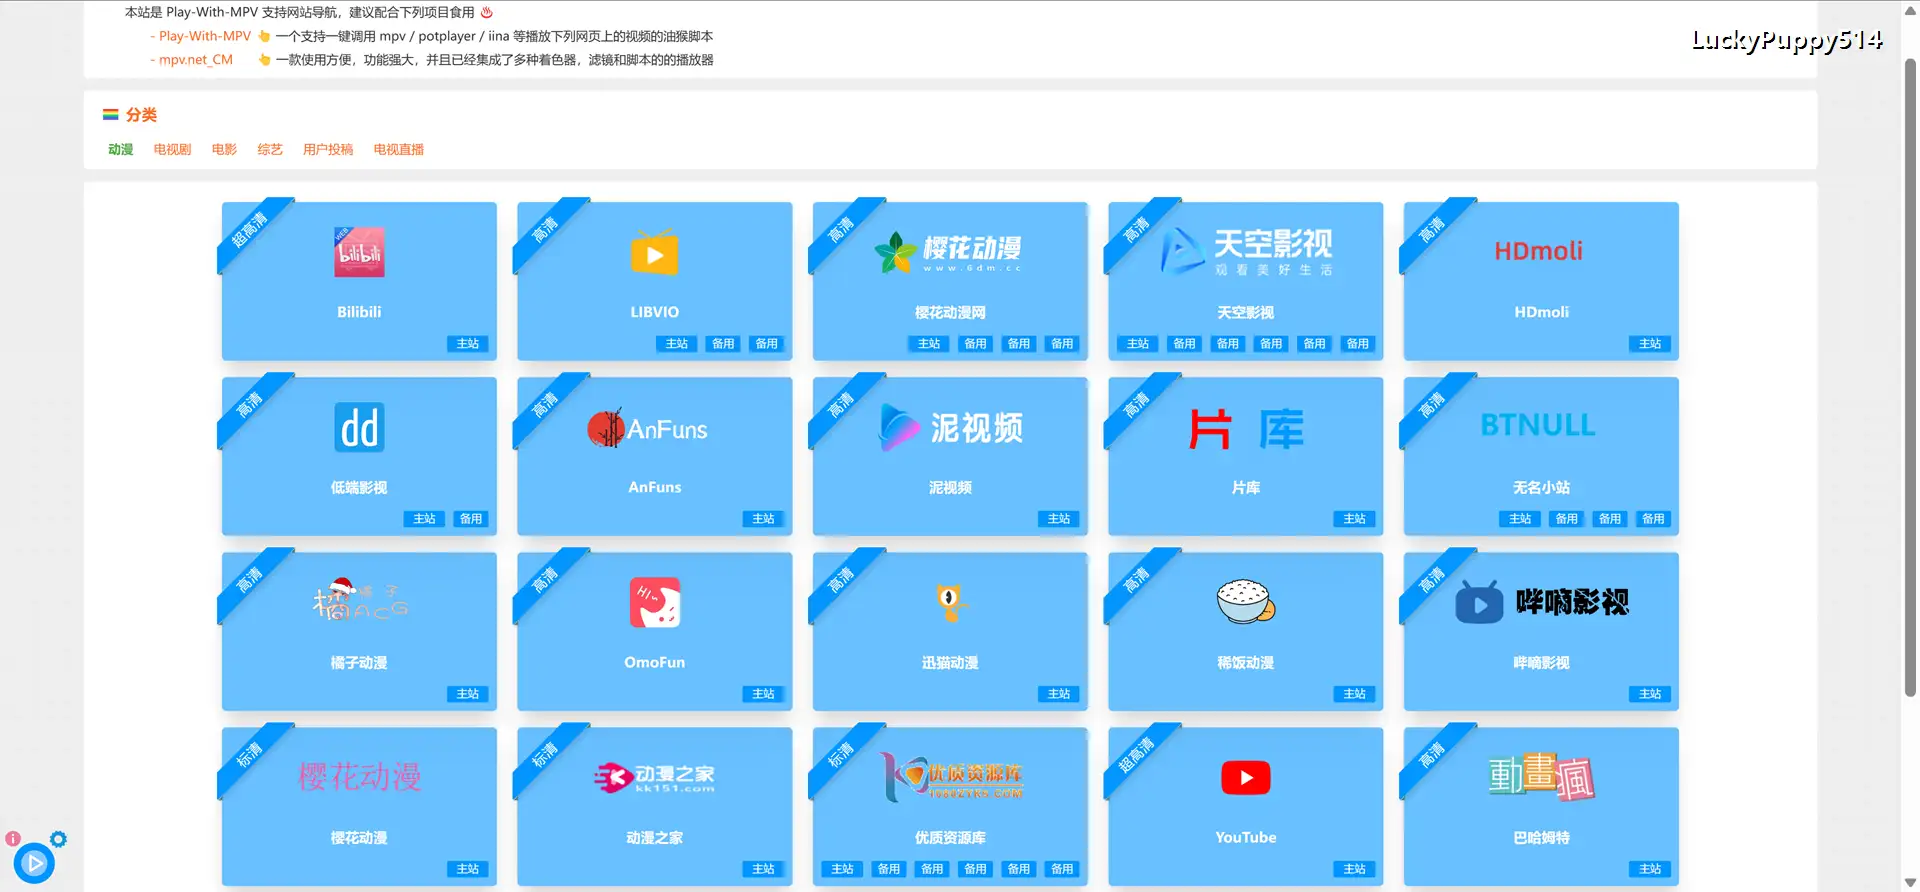 本站是 Play-With-MPV 支持网站导航，建议配合下列项目食用
- Play-With-MPV 一个支持一键调用 mpv / potplayer / iina 等播放下列网页上的视频的油猴脚本
- mpv.net_CM 一款使用方便，功能强大，并且已经集成了多种着色器，滤镜和脚本的的播放器
LuckyPuppy514
分类
动漫 电视剧 电影 综艺 用户投稿 电视直播
超高清
WEB
bilibili
Bilibili
主站
高清
LIBVIO
主站 备用 备用
高清
樱花动漫
www.6dm.cc
樱花动漫网
主站 备用 备用 备用
高清
天空影视
观看美好生活
天空影视
主站 备用 备用 备用 备用 备用
高清
HDmoli
HDmoli
主站
高清
dd
低端影视
主站 备用
高清
AnFuns
AnFuns
主站
高清
泥视频
泥视频
主站
高清
片库
片库
主站
高清
BTNULL
无名小站
主站 备用 备用 备用
高清
橘子
橘ACG
橘子动漫
主站
高清
OmoFun
主站
高清
迅猫动漫
主站
高清
稀饭动漫
主站
高清
哔嘀影视
哔嘀影视
主站
标清
樱花动漫
樱花动漫
主站
标清
动漫之家
kk151.com
动漫之家
主站
标清
优质资源库
1080ZYK5.COM
优质资源库
主站 备用 备用 备用 备用 备用
超高清
YouTube
主站
高清
動畫瘋
巴哈姆特
主站